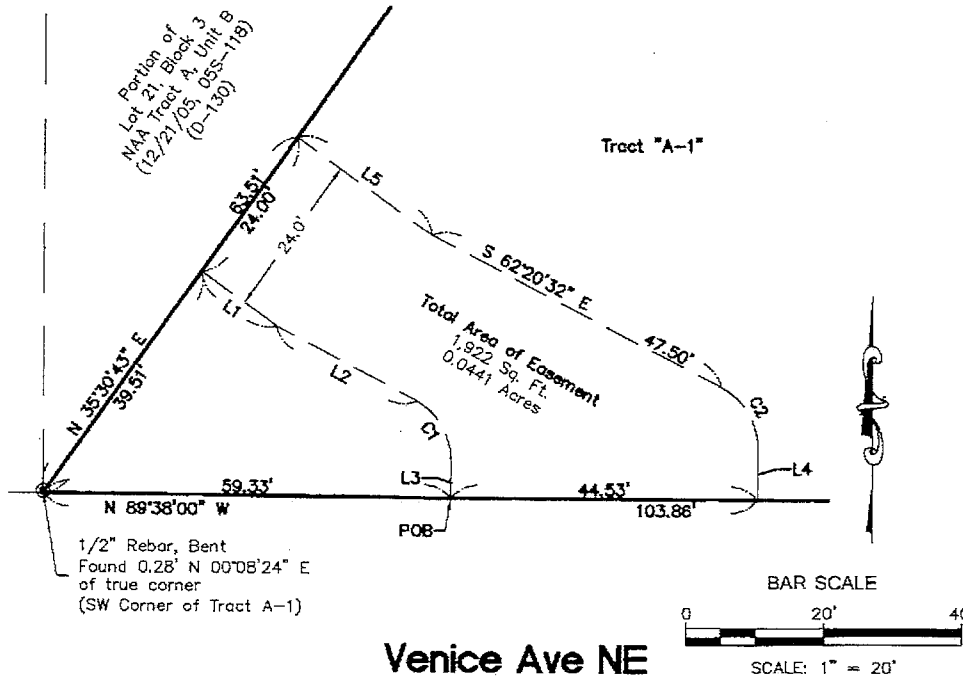 Portion of
Lot 21, Block 3
NAA Tract A, Unit B
(12/21/05, 05S-118)
(D-130)
Tract "A-1"
63.51'
24.00'
24.0'
L5
S 62°20'32" E
47.50'
L1
L2
Total Area of Easement
1,922 Sq. Ft.
0.0441 Acres
N 35°30'43" E
39.51'
C1
C2
L3
L4
59.33'
44.53'
N 89°38'00" W
103.86'
POB
1/2" Rebar, Bent
Found 0.28' N 00°08'24" E
of true corner
(SW Corner of Tract A-1)
BAR SCALE
0 20' 40
SCALE: 1" = 20'
Venice Ave NE